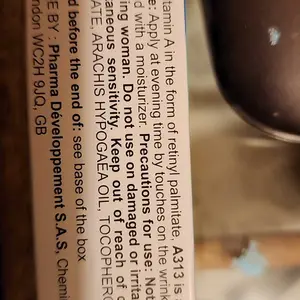 itamin A in the form of retinyl palmitate, A313 is
e: Apply at evening time by touches on the wrink
d with a moisturizer. Precautions for use: Not
ing woman. Do not use on damaged or irrita
aneous sensitivity. Keep out of reach of c
ATE, ARACHIS HYPOGAEA OIL, TOCOPHER
d before the end of: see base of the box
E BY : Pharma Développement S.A.S, Chemin
ndon WC2H 9JQ, GB